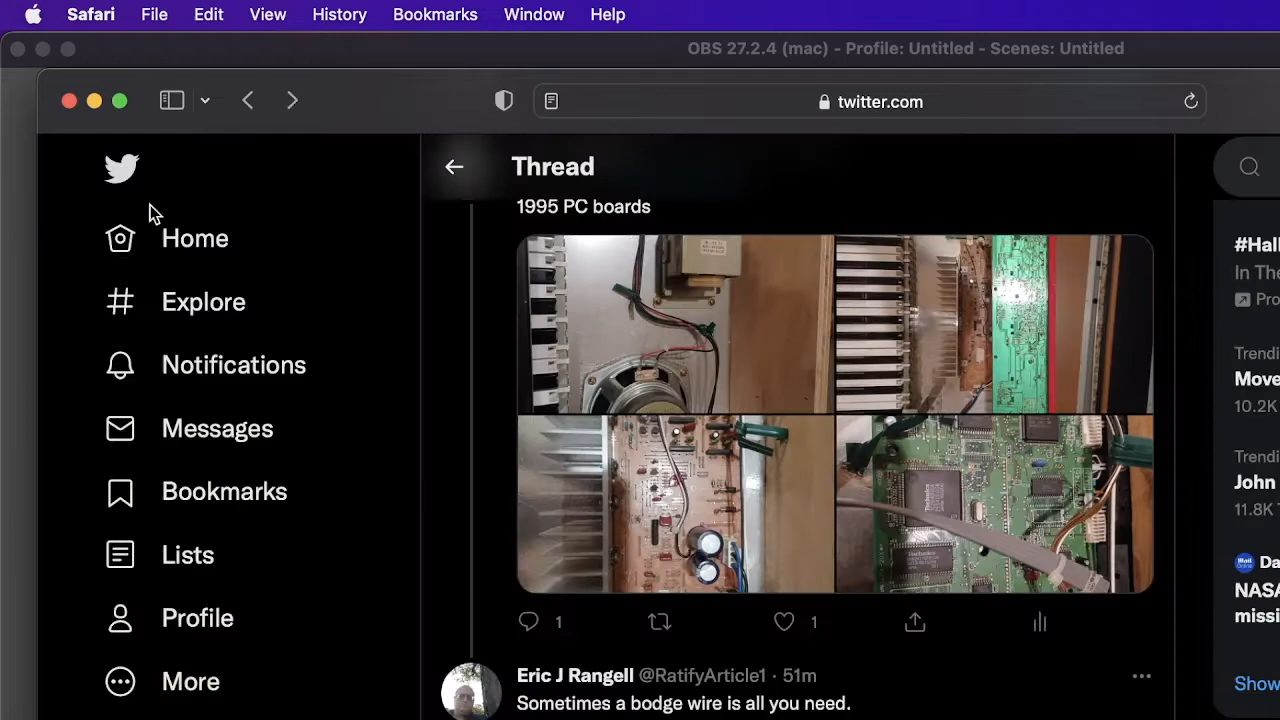 Safari File Edit View History Bookmarks Window Help
OBS 27.2.4 (mac) - Profile: Untitled - Scenes: Untitled
twitter.com
Thread
1995 PC boards
Home
Explore
Notifications
Messages
Bookmarks
Lists
Profile
More
1 1
Eric J Rangell @RatifyArticle1 · 51m
Sometimes a bodge wire is all you need.
#Hall
In The
Pro
Trendi
Move
10.2K
Trendi
John
11.8K
Da
NASA
missi
Show